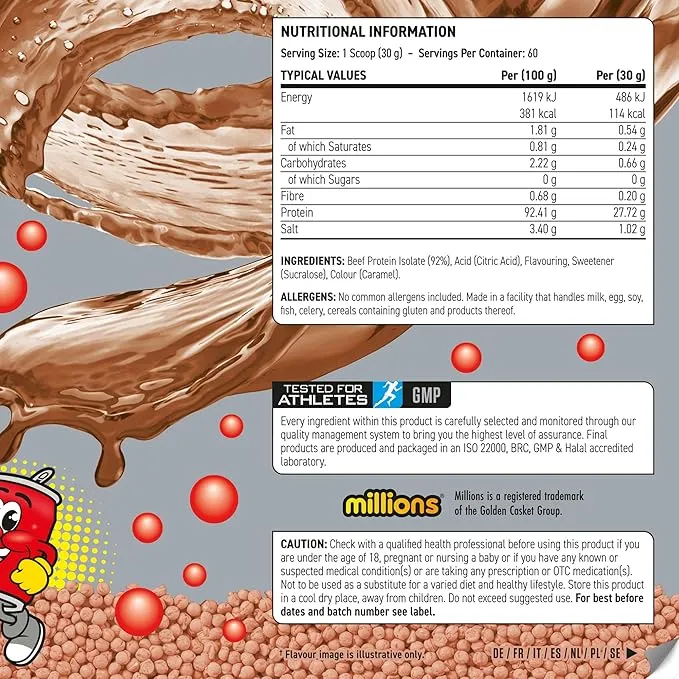 NUTRITIONAL INFORMATION
Serving Size: 1 Scoop (30 g) – Servings Per Container: 60
TYPICAL VALUES Per (100 g) Per (30 g)
Energy 1619 kJ 486 kJ
381 kcal 114 kcal
Fat 1.81 g 0.54 g
of which Saturates 0.81 g 0.24 g
Carbohydrates 2.22 g 0.66 g
of which Sugars 0 g 0 g
Fibre 0.68 g 0.20 g
Protein 92.41 g 27.72 g
Salt 3.40 g 1.02 g
INGREDIENTS: Beef Protein Isolate (92%), Acid (Citric Acid), Flavouring, Sweetener
(Sucralose), Colour (Caramel).
ALLERGENS: No common allergens included. Made in a facility that handles milk, egg, soy,
fish, celery, cereals containing gluten and products thereof.
TESTED FOR
ATHLETES GMP
Every ingredient within this product is carefully selected and monitored through our
quality management system to bring you the highest level of assurance. Final
products are produced and packaged in an ISO 22000, BRC, GMP & Halal accredited
laboratory.
millions® Millions is a registered trademark
of the Golden Casket Group.
CAUTION: Check with a qualified health professional before using this product if you
are under the age of 18, pregnant or nursing a baby or if you have any known or
suspected medical condition(s) or are taking any prescription or OTC medication(s).
Not to be used as a substitute for a varied diet and healthy lifestyle. Store this product
in a cool dry place, away from children. Do not exceed suggested use. For best before
dates and batch number see label.
† Flavour image is illustrative only. DE / FR / IT / ES / NL / PL / SE ►